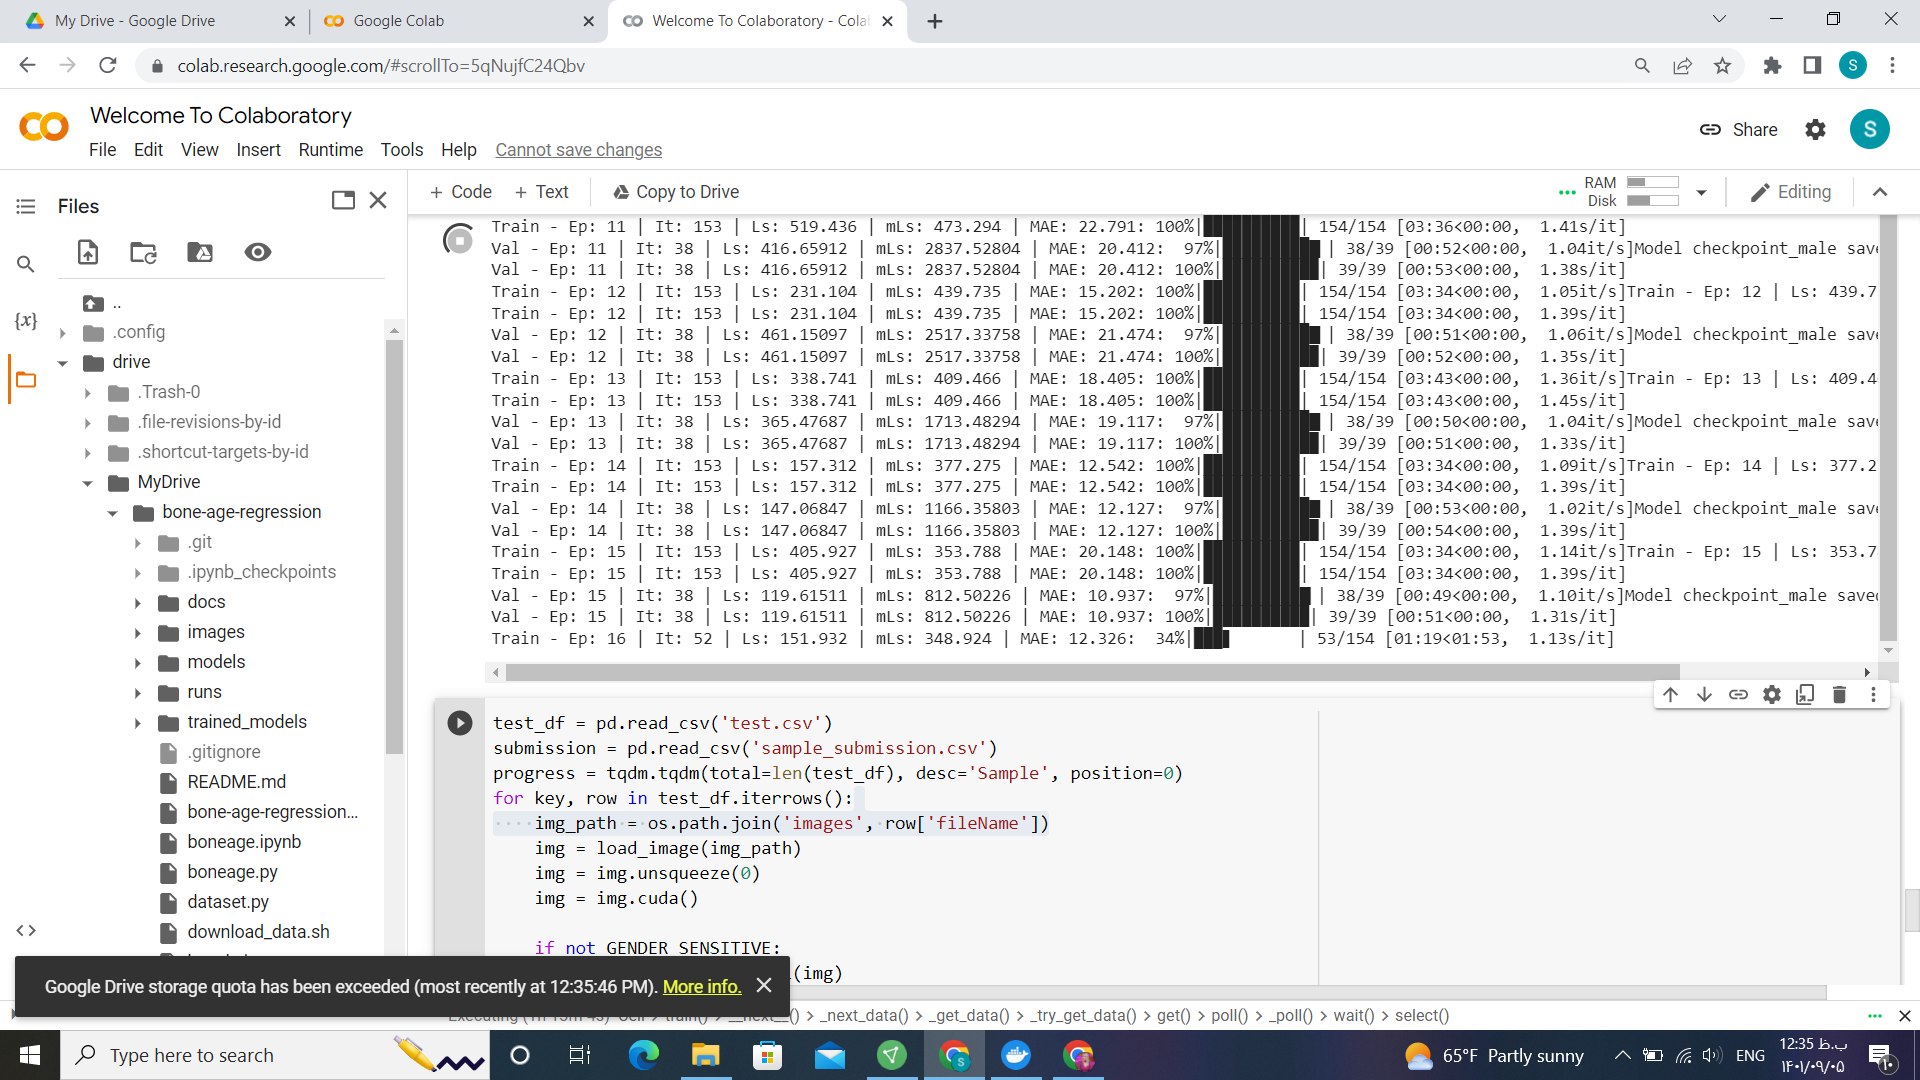 My Drive - Google Drive
Google Colab
Welcome To Colaboratory - Cola
colab.research.google.com/#scrollTo=5qNujfC24Qbv
S
Welcome To Colaboratory
File Edit View Insert Runtime Tools Help Cannot save changes
Share
S
Files
+ Code + Text Copy to Drive
RAM
Disk
Editing
..
.config
drive
.Trash-0
.file-revisions-by-id
.shortcut-targets-by-id
MyDrive
bone-age-regression
.git
.ipynb_checkpoints
docs
images
models
runs
trained_models
.gitignore
README.md
bone-age-regression...
boneage.ipynb
boneage.py
dataset.py
download_data.sh
{x}
<>
Train - Ep: 11 | It: 153 | Ls: 519.436 | mLs: 473.294 | MAE: 22.791: 100%| | 154/154 [03:36<00:00, 1.41s/it]
Val - Ep: 11 | It: 38 | Ls: 416.65912 | mLs: 2837.52804 | MAE: 20.412: 97%| | 38/39 [00:52<00:00, 1.04it/s]Model checkpoint_male save
Val - Ep: 11 | It: 38 | Ls: 416.65912 | mLs: 2837.52804 | MAE: 20.412: 100%| | 39/39 [00:53<00:00, 1.38s/it]
Train - Ep: 12 | It: 153 | Ls: 231.104 | mLs: 439.735 | MAE: 15.202: 100%| | 154/154 [03:34<00:00, 1.05it/s]Train - Ep: 12 | Ls: 439.7
Train - Ep: 12 | It: 153 | Ls: 231.104 | mLs: 439.735 | MAE: 15.202: 100%| | 154/154 [03:34<00:00, 1.39s/it]
Val - Ep: 12 | It: 38 | Ls: 461.15097 | mLs: 2517.33758 | MAE: 21.474: 97%| | 38/39 [00:51<00:00, 1.06it/s]Model checkpoint_male save
Val - Ep: 12 | It: 38 | Ls: 461.15097 | mLs: 2517.33758 | MAE: 21.474: 100%| | 39/39 [00:52<00:00, 1.35s/it]
Train - Ep: 13 | It: 153 | Ls: 338.741 | mLs: 409.466 | MAE: 18.405: 100%| | 154/154 [03:43<00:00, 1.36it/s]Train - Ep: 13 | Ls: 409.4
Train - Ep: 13 | It: 153 | Ls: 338.741 | mLs: 409.466 | MAE: 18.405: 100%| | 154/154 [03:43<00:00, 1.45s/it]
Val - Ep: 13 | It: 38 | Ls: 365.47687 | mLs: 1713.48294 | MAE: 19.117: 97%| | 38/39 [00:50<00:00, 1.04it/s]Model checkpoint_male save
Val - Ep: 13 | It: 38 | Ls: 365.47687 | mLs: 1713.48294 | MAE: 19.117: 100%| | 39/39 [00:51<00:00, 1.33s/it]
Train - Ep: 14 | It: 153 | Ls: 157.312 | mLs: 377.275 | MAE: 12.542: 100%| | 154/154 [03:34<00:00, 1.09it/s]Train - Ep: 14 | Ls: 377.2
Train - Ep: 14 | It: 153 | Ls: 157.312 | mLs: 377.275 | MAE: 12.542: 100%| | 154/154 [03:34<00:00, 1.39s/it]
Val - Ep: 14 | It: 38 | Ls: 147.06847 | mLs: 1166.35803 | MAE: 12.127: 97%| | 38/39 [00:53<00:00, 1.02it/s]Model checkpoint_male save
Val - Ep: 14 | It: 38 | Ls: 147.06847 | mLs: 1166.35803 | MAE: 12.127: 100%| | 39/39 [00:54<00:00, 1.39s/it]
Train - Ep: 15 | It: 153 | Ls: 405.927 | mLs: 353.788 | MAE: 20.148: 100%| | 154/154 [03:34<00:00, 1.14it/s]Train - Ep: 15 | Ls: 353.7
Train - Ep: 15 | It: 153 | Ls: 405.927 | mLs: 353.788 | MAE: 20.148: 100%| | 154/154 [03:34<00:00, 1.39s/it]
Val - Ep: 15 | It: 38 | Ls: 119.61511 | mLs: 812.50226 | MAE: 10.937: 97%| | 38/39 [00:49<00:00, 1.10it/s]Model checkpoint_male saved
Val - Ep: 15 | It: 38 | Ls: 119.61511 | mLs: 812.50226 | MAE: 10.937: 100%| | 39/39 [00:51<00:00, 1.31s/it]
Train - Ep: 16 | It: 52 | Ls: 151.932 | mLs: 348.924 | MAE: 12.326: 34%| | 53/154 [01:19<01:53, 1.13s/it]
test_df = pd.read_csv('test.csv')
submission = pd.read_csv('sample_submission.csv')
progress = tqdm.tqdm(total=len(test_df), desc='Sample', position=0)
for key, row in test_df.iterrows():
img_path = os.path.join('images', row['fileName'])
img = load_image(img_path)
img = img.unsqueeze(0)
img = img.cuda()
if not GENDER_SENSITIVE:
(img)
Google Drive storage quota has been exceeded (most recently at 12:35:46 PM). More info.
_next_data() > _get_data() > _try_get_data() > get() > poll() > _poll() > wait() > select()
Type here to search
65°F Partly sunny
ENG
12:35 ب.ظ
۱۴۰۱/۰۹/۰۵
۱۰